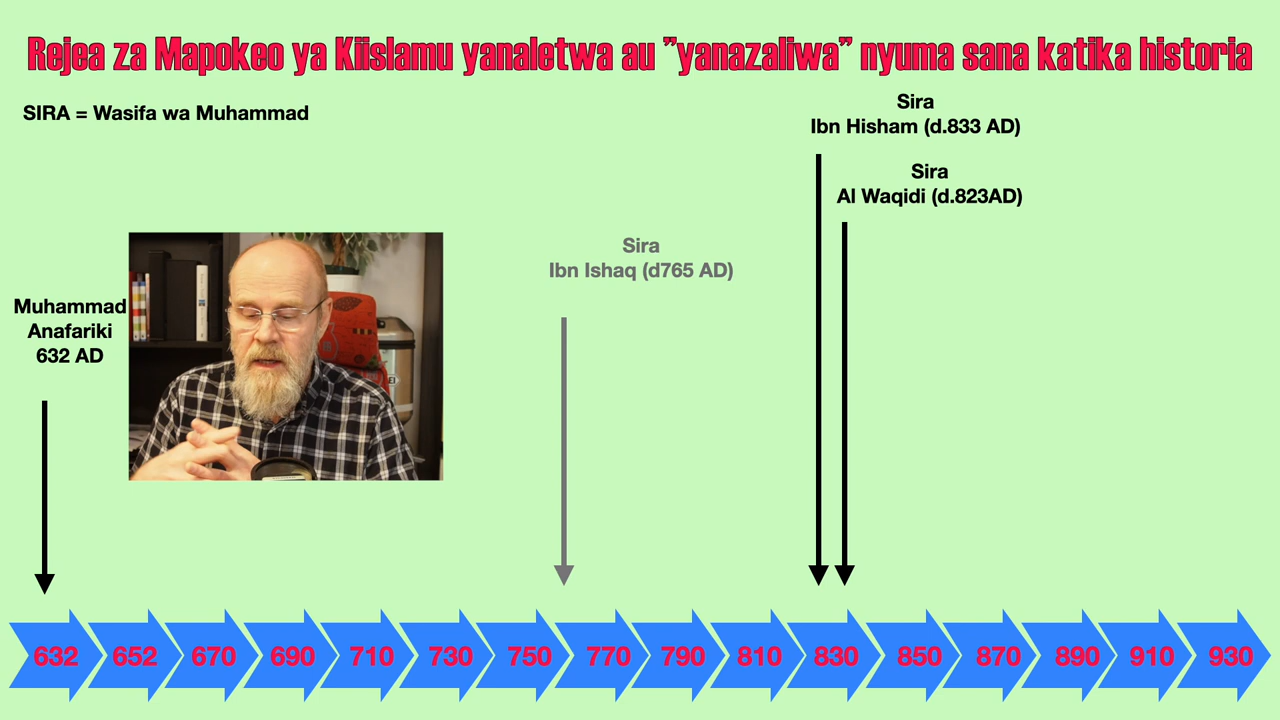 Rejea za Mapokeo ya Kiislamu yanaletwa au ”yanazaliwa” nyuma sana katika historia
SIRA = Wasifa wa Muhammad
Sira
Ibn Hisham (d.833 AD)
Sira
Al Waqidi (d.823AD)
Sira
Ibn Ishaq (d765 AD)
Muhammad
Anafariki
632 AD
632 652 670 690 710 730 750 770 790 810 830 850 870 890 910 930